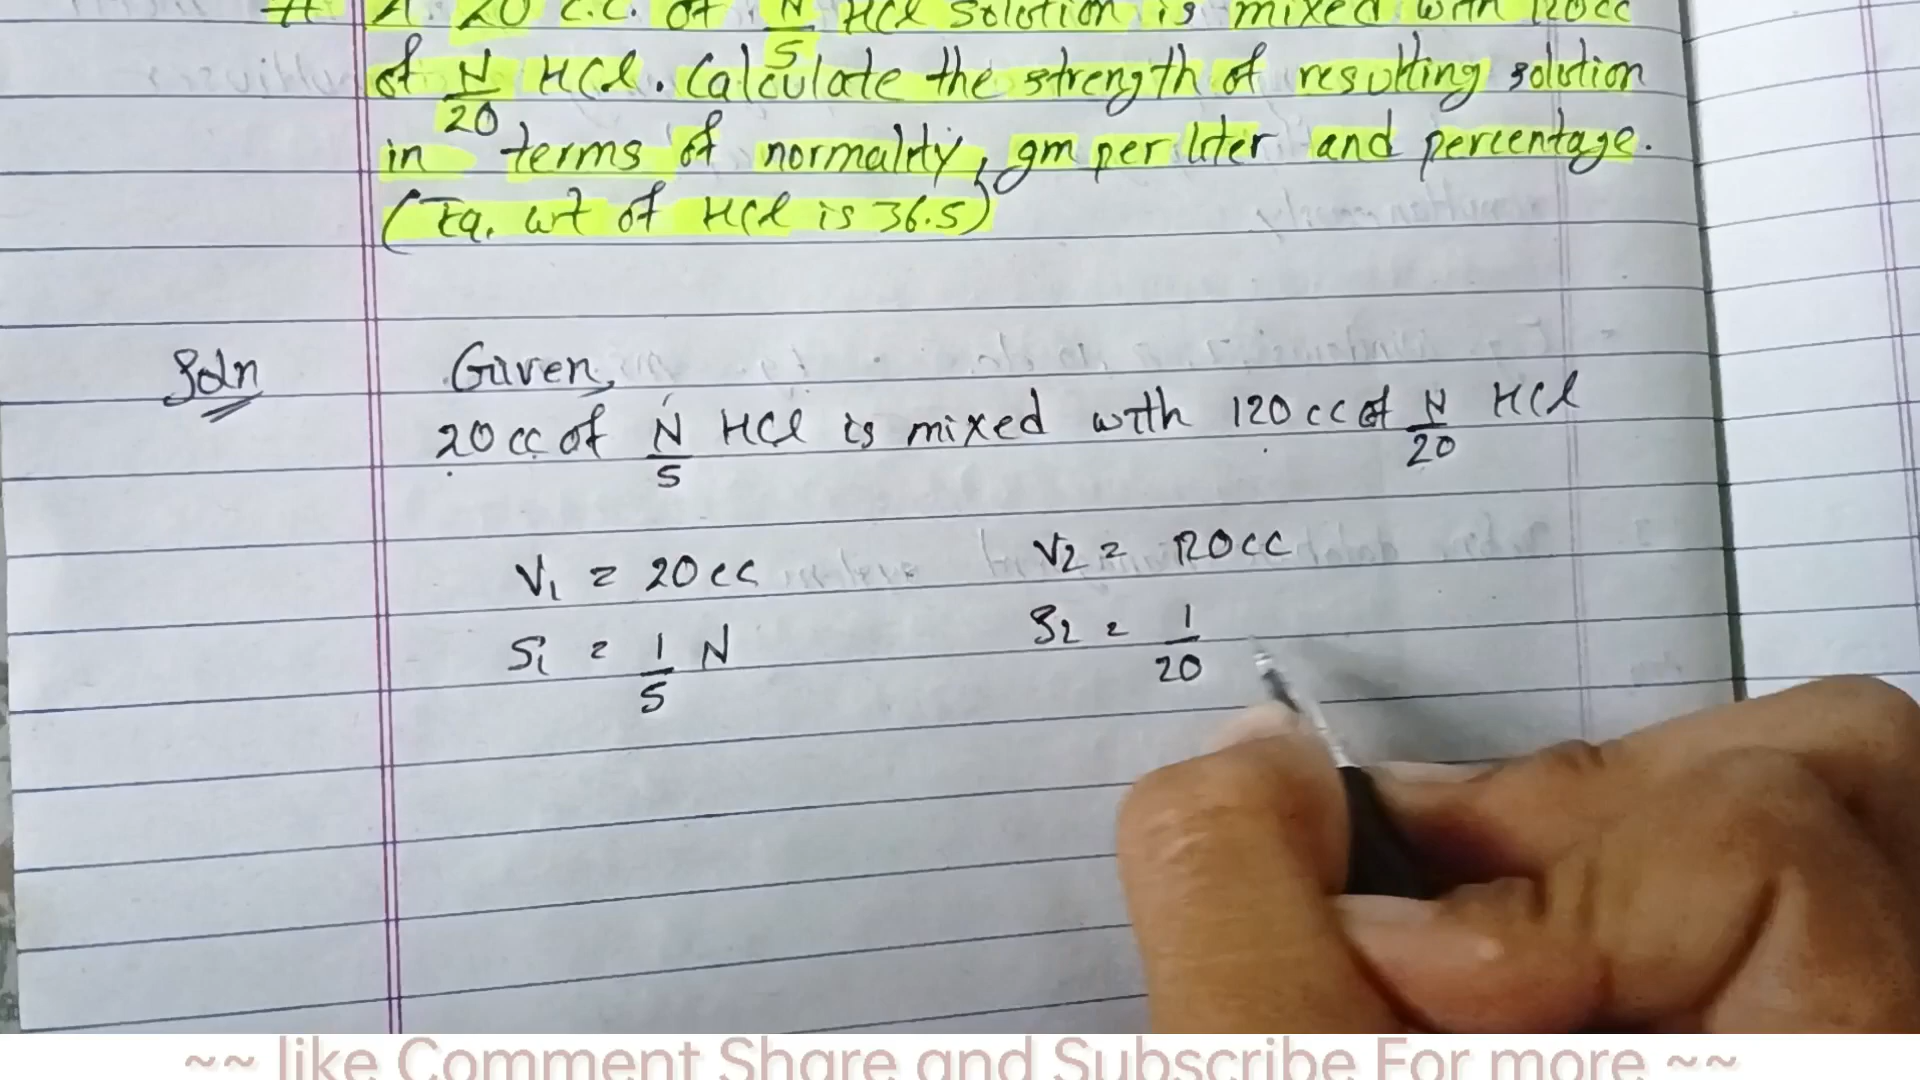 # A. 20 C.C. of N/5 HCl solution is mixed with 120cc
of N/20 HCl. Calculate the strength of resulting solution
in terms of normality, gm per liter and percentage.
(Eq. wt of HCl is 36.5)
Soln Given,
20 cc of N/5 HCl is mixed with 120 cc of N/20 HCl
V1 = 20cc V2 = 120cc
S1 = 1/5 N S2 = 1/20
~~ like Comment Share and Subscribe For more ~~